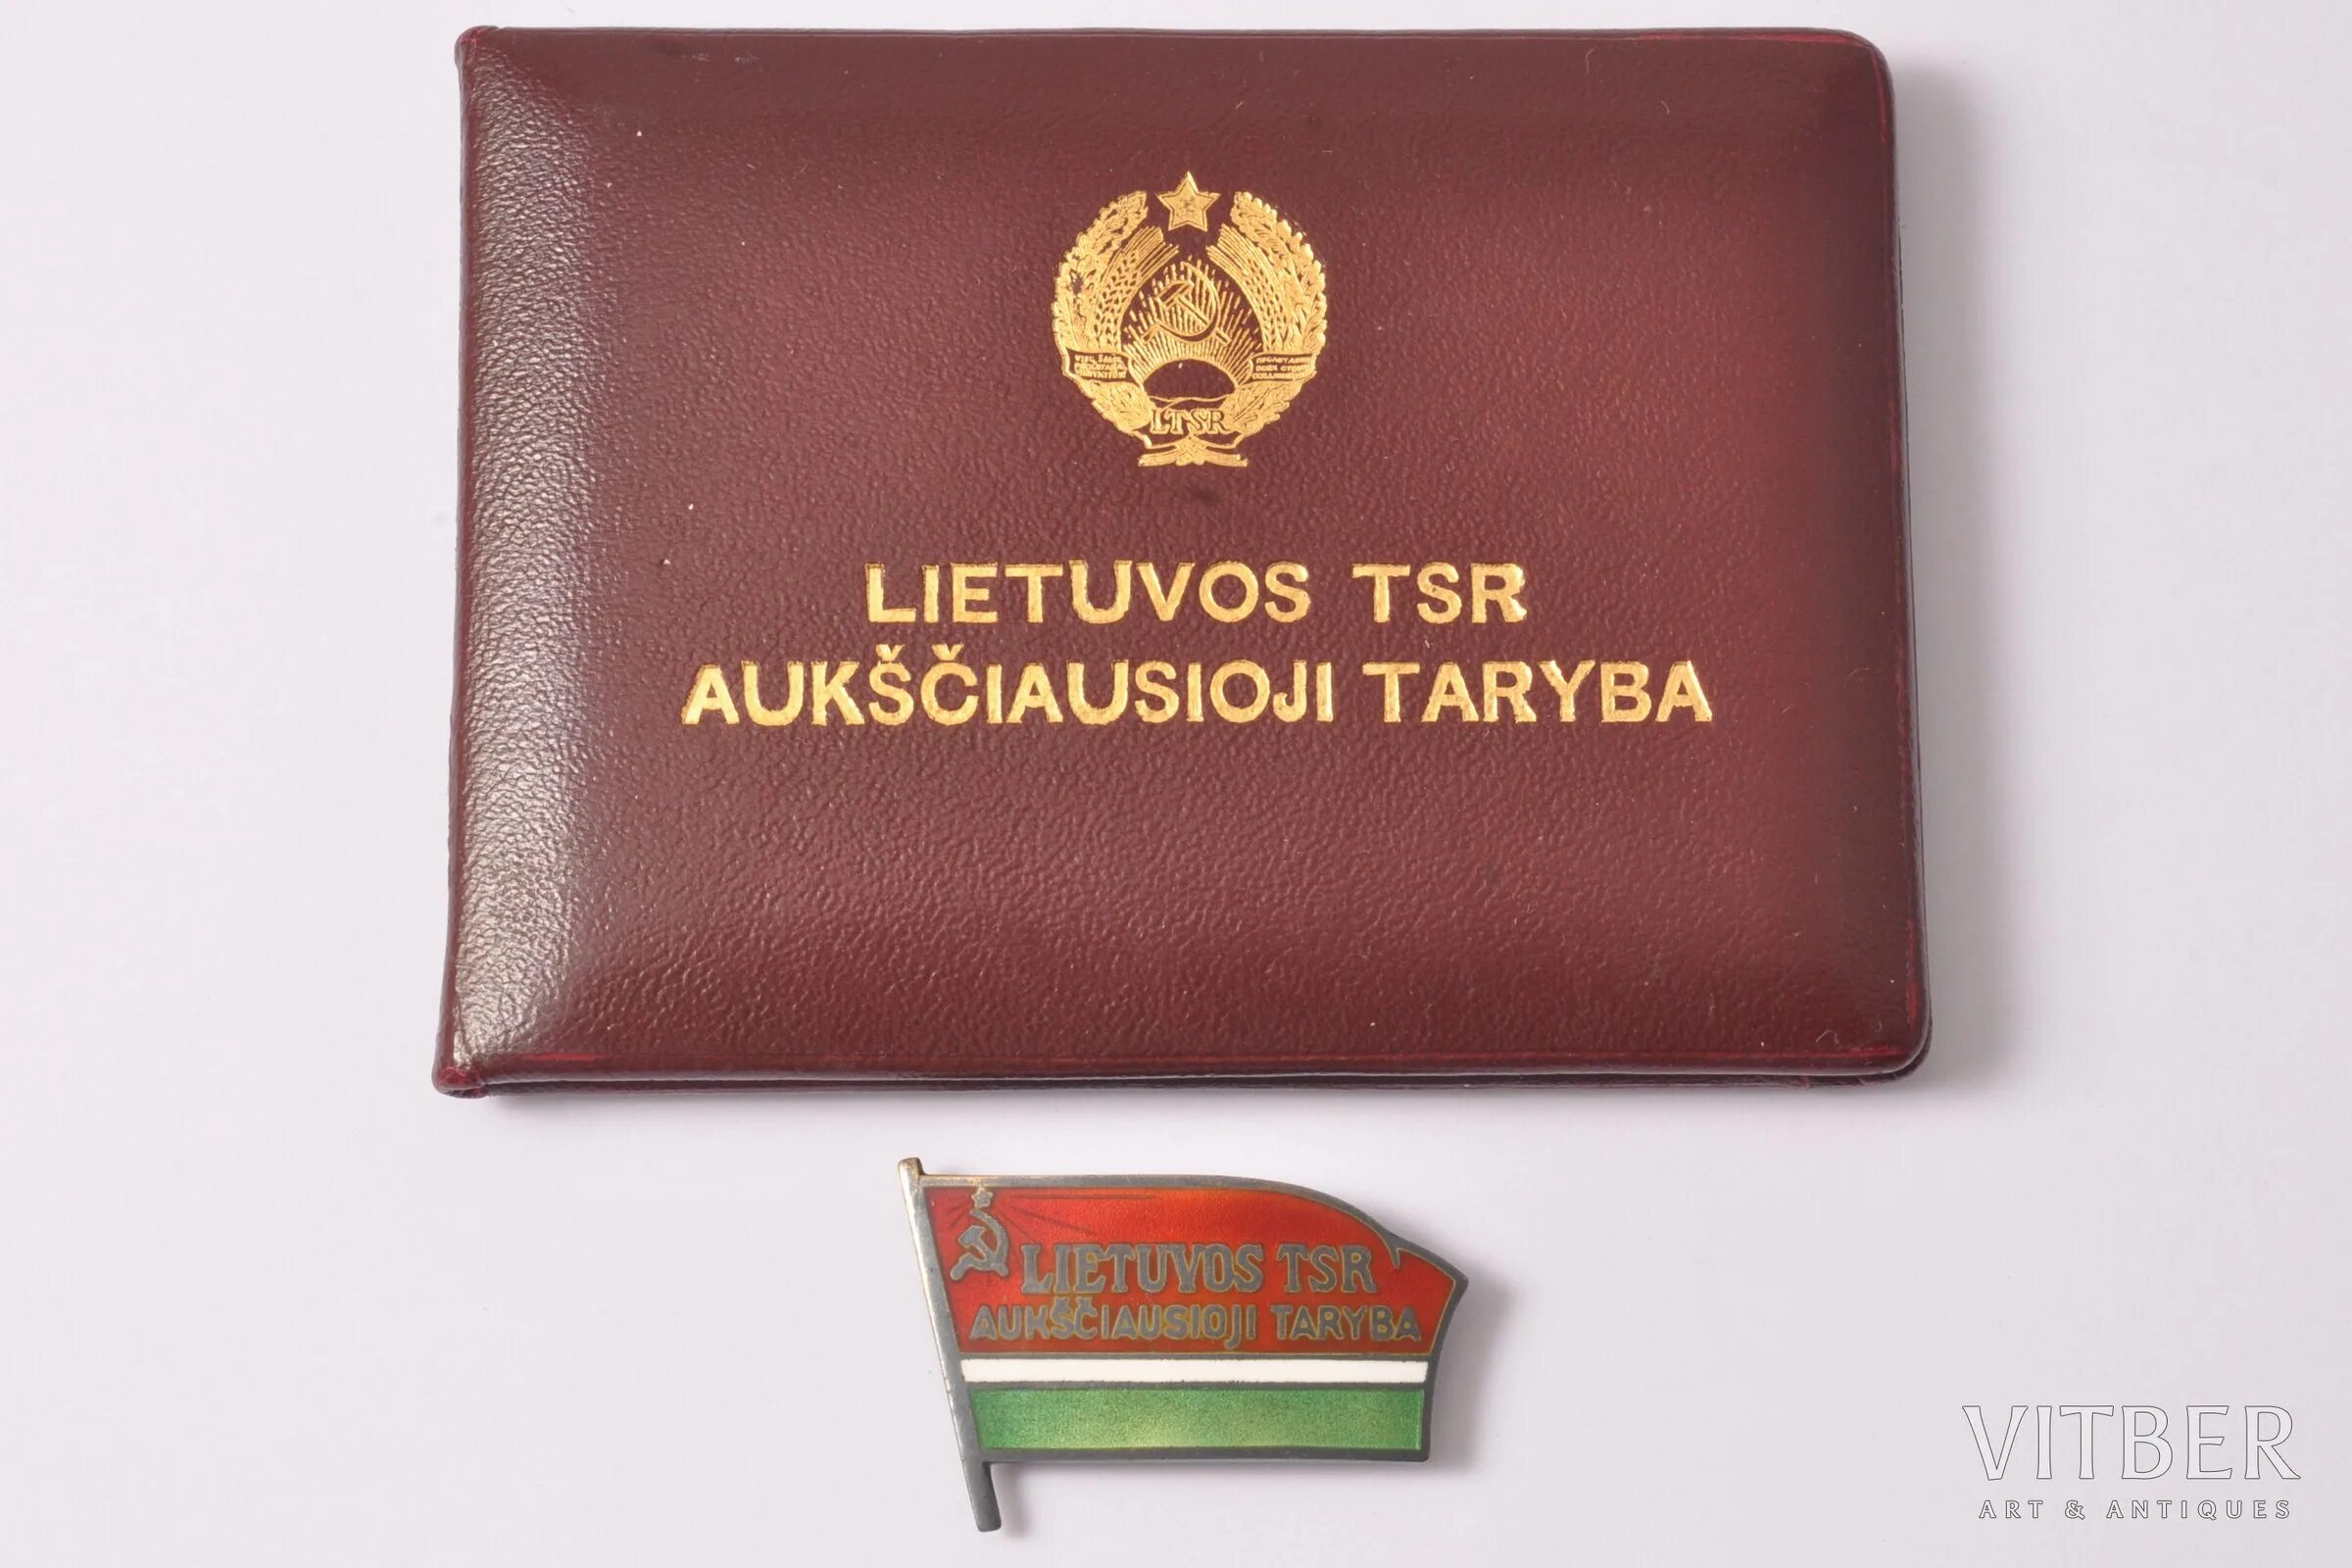 LTSR
LIETUVOS TSR
AUKŠČIAUSIOJI TARYBA
LIETUVOS TSR
AUKŠČIAUSIOJI TARYBA
VITBER
ART & ANTIQUES